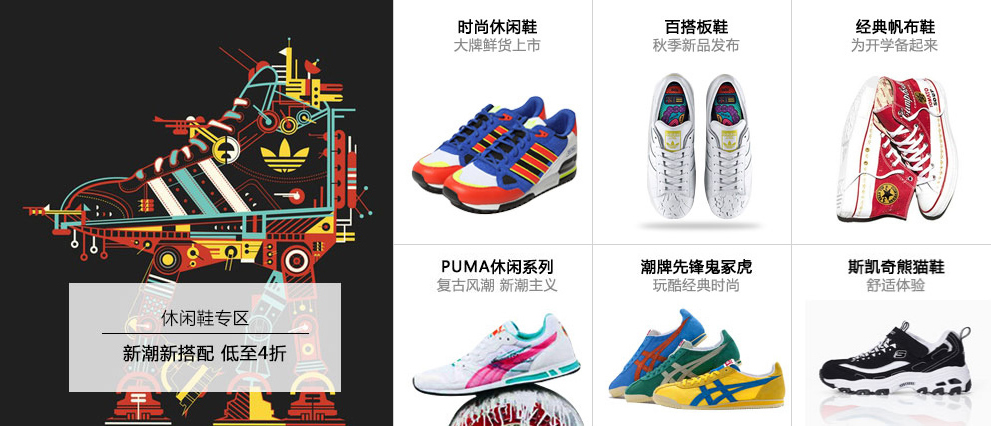 休闲鞋专区
新潮新搭配 低至4折
时尚休闲鞋
大牌鲜货上市
百搭板鞋
秋季新品发布
经典帆布鞋
为开学备起来
PUMA休闲系列
复古风潮 新潮主义
潮牌先锋鬼冢虎
玩酷经典时尚
斯凯奇熊猫鞋
舒适体验